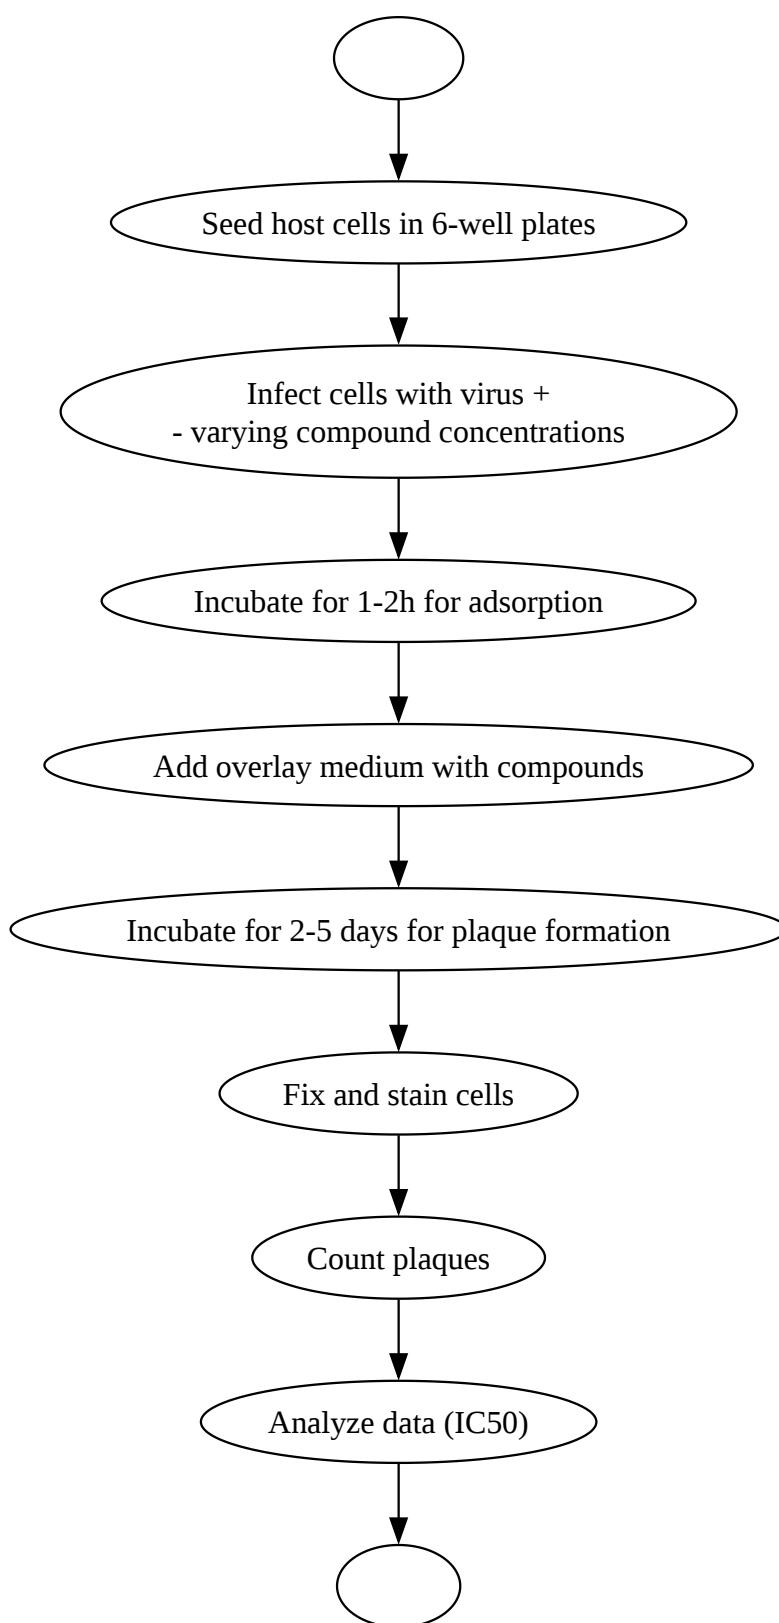 Seed host cells in 6-well plates
Infect cells with virus +
- varying compound concentrations
Incubate for 1-2h for adsorption
Add overlay medium with compounds
Incubate for 2-5 days for plaque formation
Fix and stain cells
Count plaques
Analyze data (IC50)